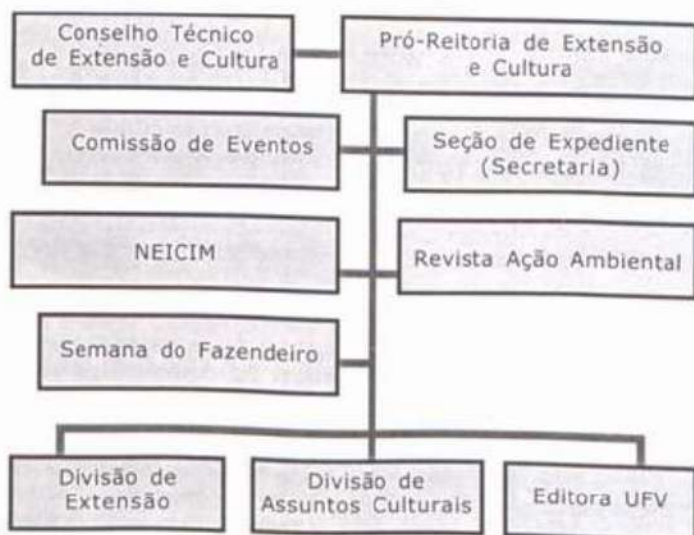 Conselho Técnico
de Extensão e Cultura
Pró-Reitoria de Extensão
e Cultura
Comissão de Eventos
Seção de Expediente
(Secretaria)
NEICIM
Revista Ação Ambiental
Semana do Fazendeiro
Divisão de
Extensão
Divisão de
Assuntos Culturais
Editora UFV